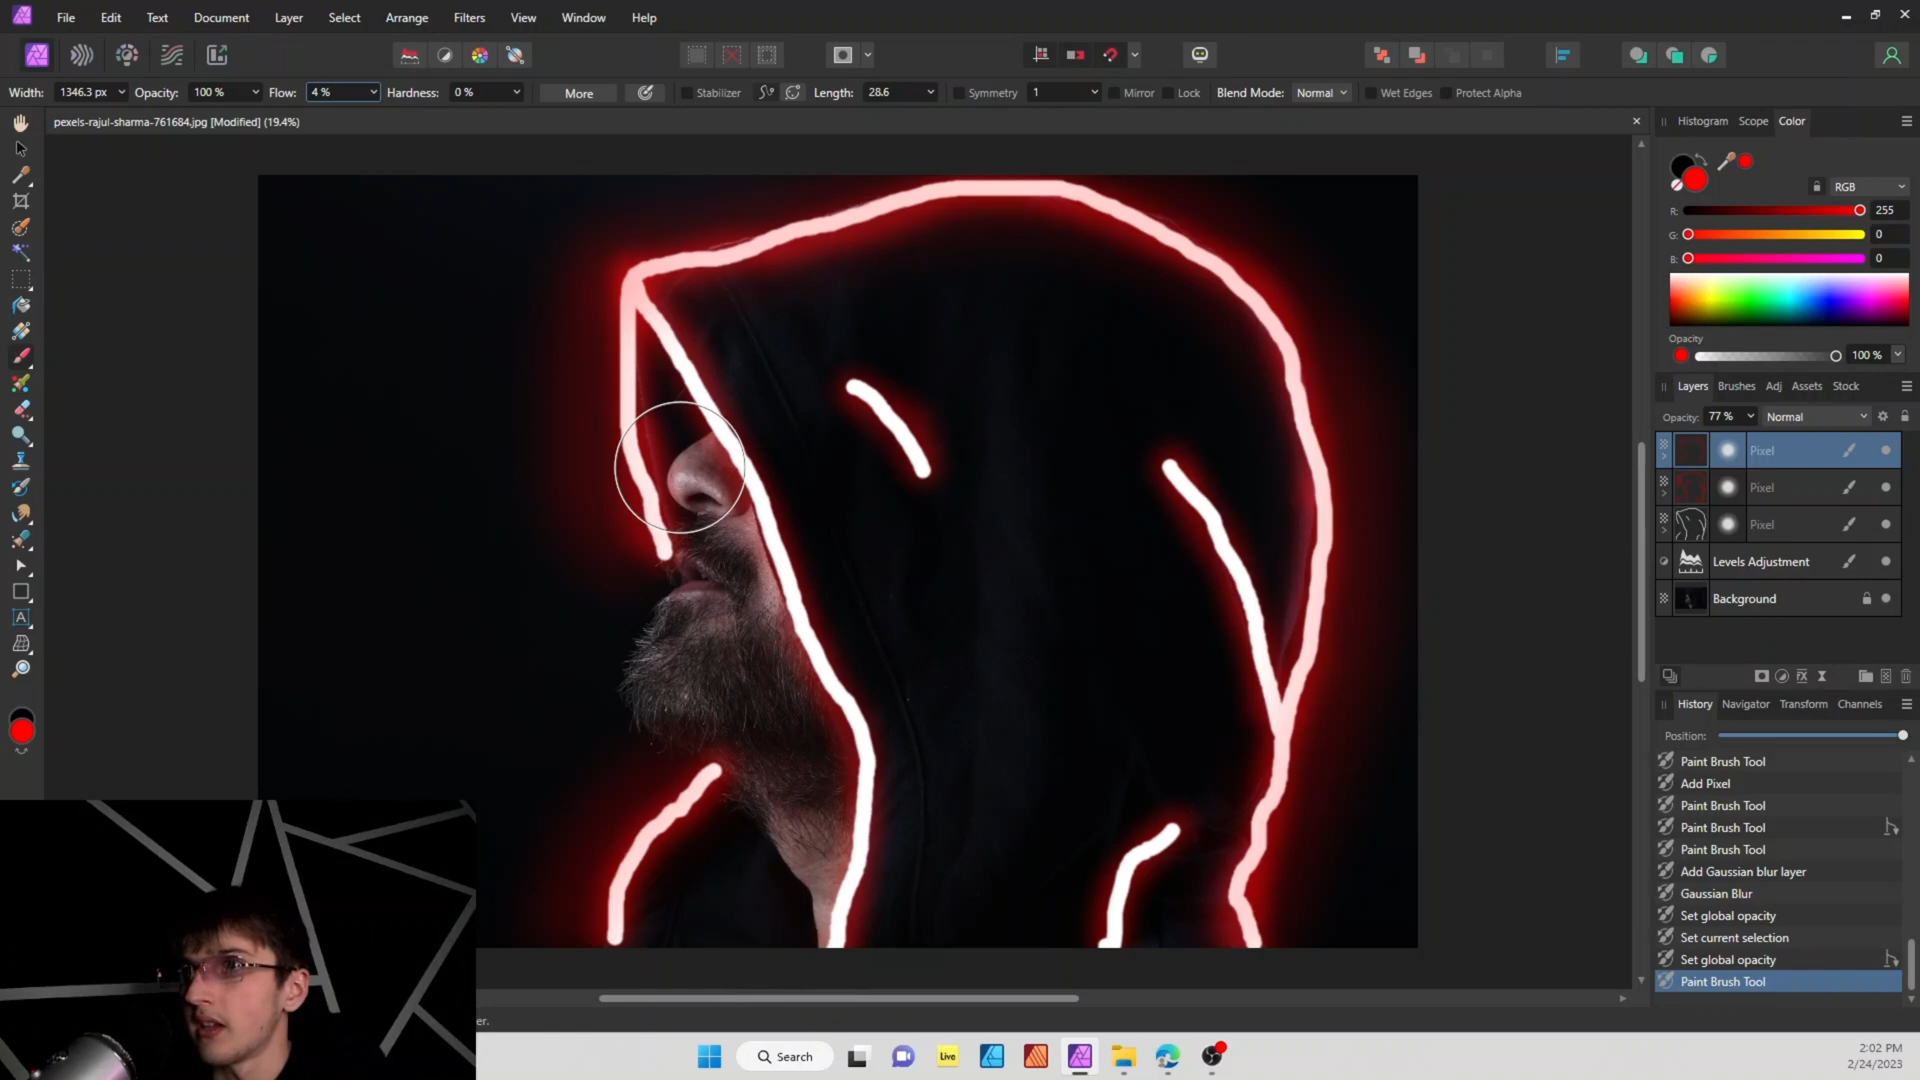 File Edit Text Document Layer Select Arrange Filters View Window Help
Width: 1346.3 px Opacity: 100 % Flow: 4 % Hardness: 0 % More Stabilizer Length: 28.6 Symmetry 1 Mirror Lock Blend Mode: Normal Wet Edges Protect Alpha
pexels-rajul-sharma-761684.jpg [Modified] (19.4%)
Histogram Scope Color
RGB
R: 255
G: 0
B: 0
Opacity
100 %
Layers Brushes Adj Assets Stock
Opacity: 77 % Normal
Pixel
Pixel
Pixel
Levels Adjustment
Background
History Navigator Transform Channels
Position:
Paint Brush Tool
Add Pixel
Paint Brush Tool
Paint Brush Tool
Paint Brush Tool
Add Gaussian blur layer
Gaussian Blur
Set global opacity
Set current selection
Set global opacity
Paint Brush Tool
er.
Search
Live
2:02 PM
2/24/2023